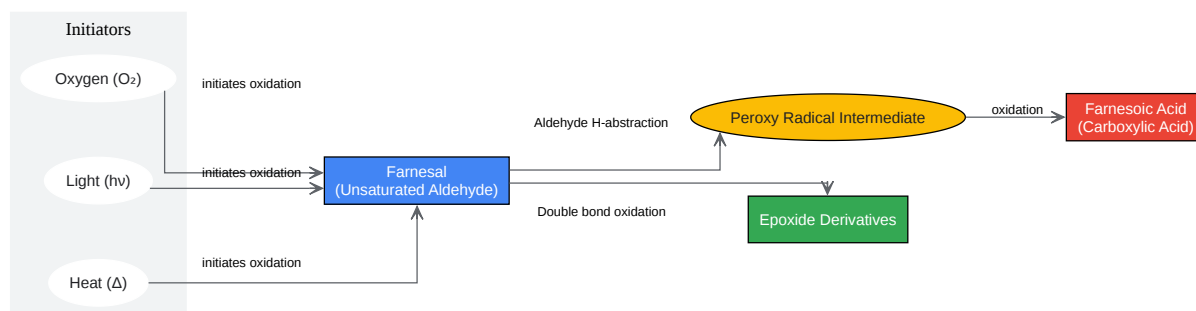 Initiators
Oxygen (O₂)
initiates oxidation
Light (hν)
initiates oxidation
Heat (Δ)
initiates oxidation
Farnesal
(Unsaturated Aldehyde)
Aldehyde H-abstraction
Double bond oxidation
Peroxy Radical Intermediate
Epoxide Derivatives
oxidation
Farnesoic Acid
(Carboxylic Acid)